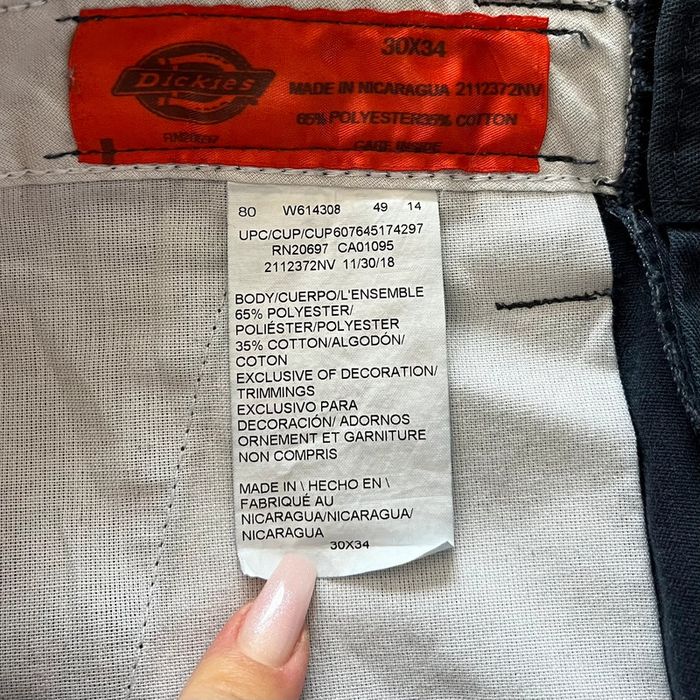 Dickies
RN20697
30X34
MADE IN NICARAGUA 2112372NV
65% POLYESTER35% COTTON
CARE INSIDE
80 W614308 49 14
UPC/CUP/CUP607645174297
RN20697 CA01095
2112372NV 11/30/18
BODY/CUERPO/L'ENSEMBLE
65% POLYESTER/
POLIÉSTER/POLYESTER
35% COTTON/ALGODÓN/
COTON
EXCLUSIVE OF DECORATION/
TRIMMINGS
EXCLUSIVO PARA
DECORACIÓN/ ADORNOS
ORNEMENT ET GARNITURE
NON COMPRIS
MADE IN \ HECHO EN \
FABRIQUÉ AU
NICARAGUA/NICARAGUA/
NICARAGUA
30X34